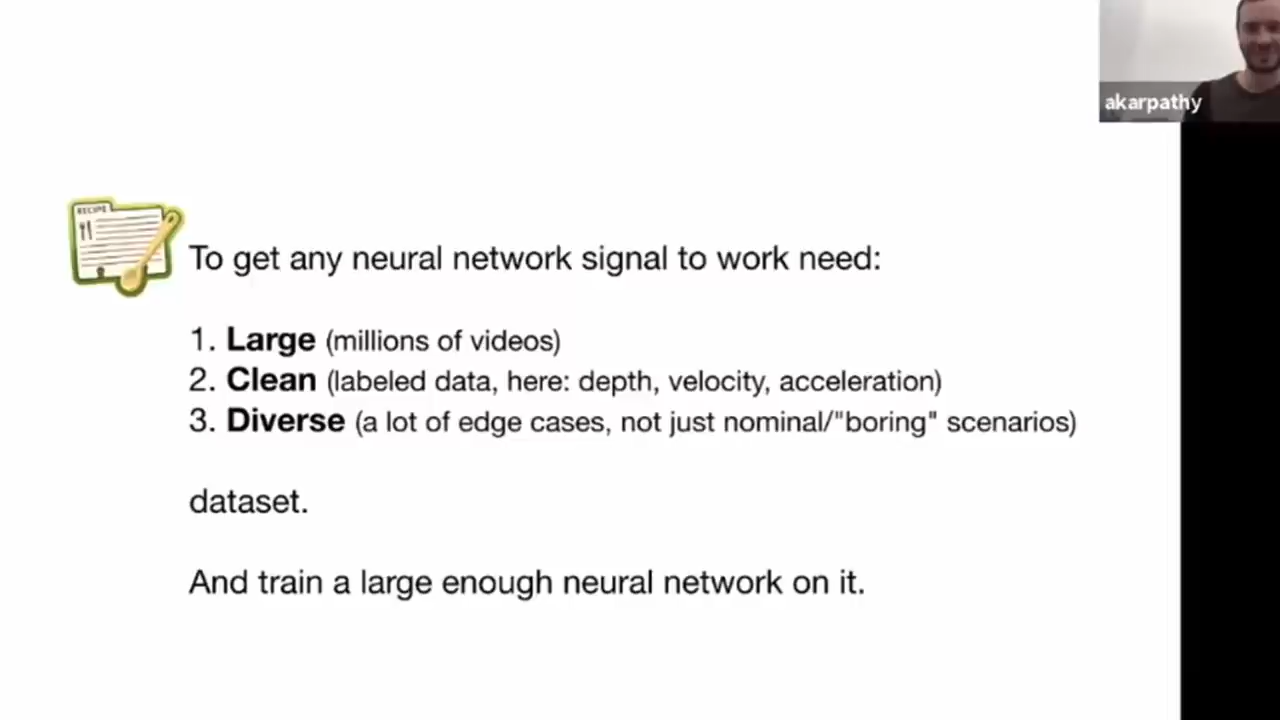 akarpathy
RECIPE
To get any neural network signal to work need:
1. Large (millions of videos)
2. Clean (labeled data, here: depth, velocity, acceleration)
3. Diverse (a lot of edge cases, not just nominal/"boring" scenarios)
dataset.
And train a large enough neural network on it.